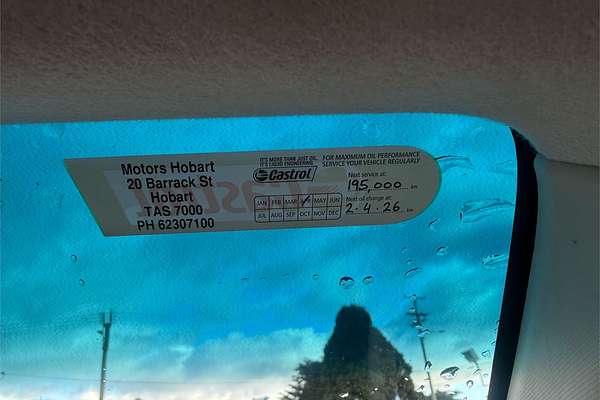 Motors Hobart
20 Barrack St
Hobart
TAS 7000
PH 62307100
IT'S MORE THAN JUST OIL.
IT'S LIQUID ENGINEERING.
Castrol
JAN FEB MAR APR MAY JUN
JUL AUG SEP OCT NOV DEC
FOR MAXIMUM OIL PERFORMANCE
SERVICE YOUR VEHICLE REGULARLY
Next service at:
195,000 km
Next oil change at:
2.4.26 km
Castrol